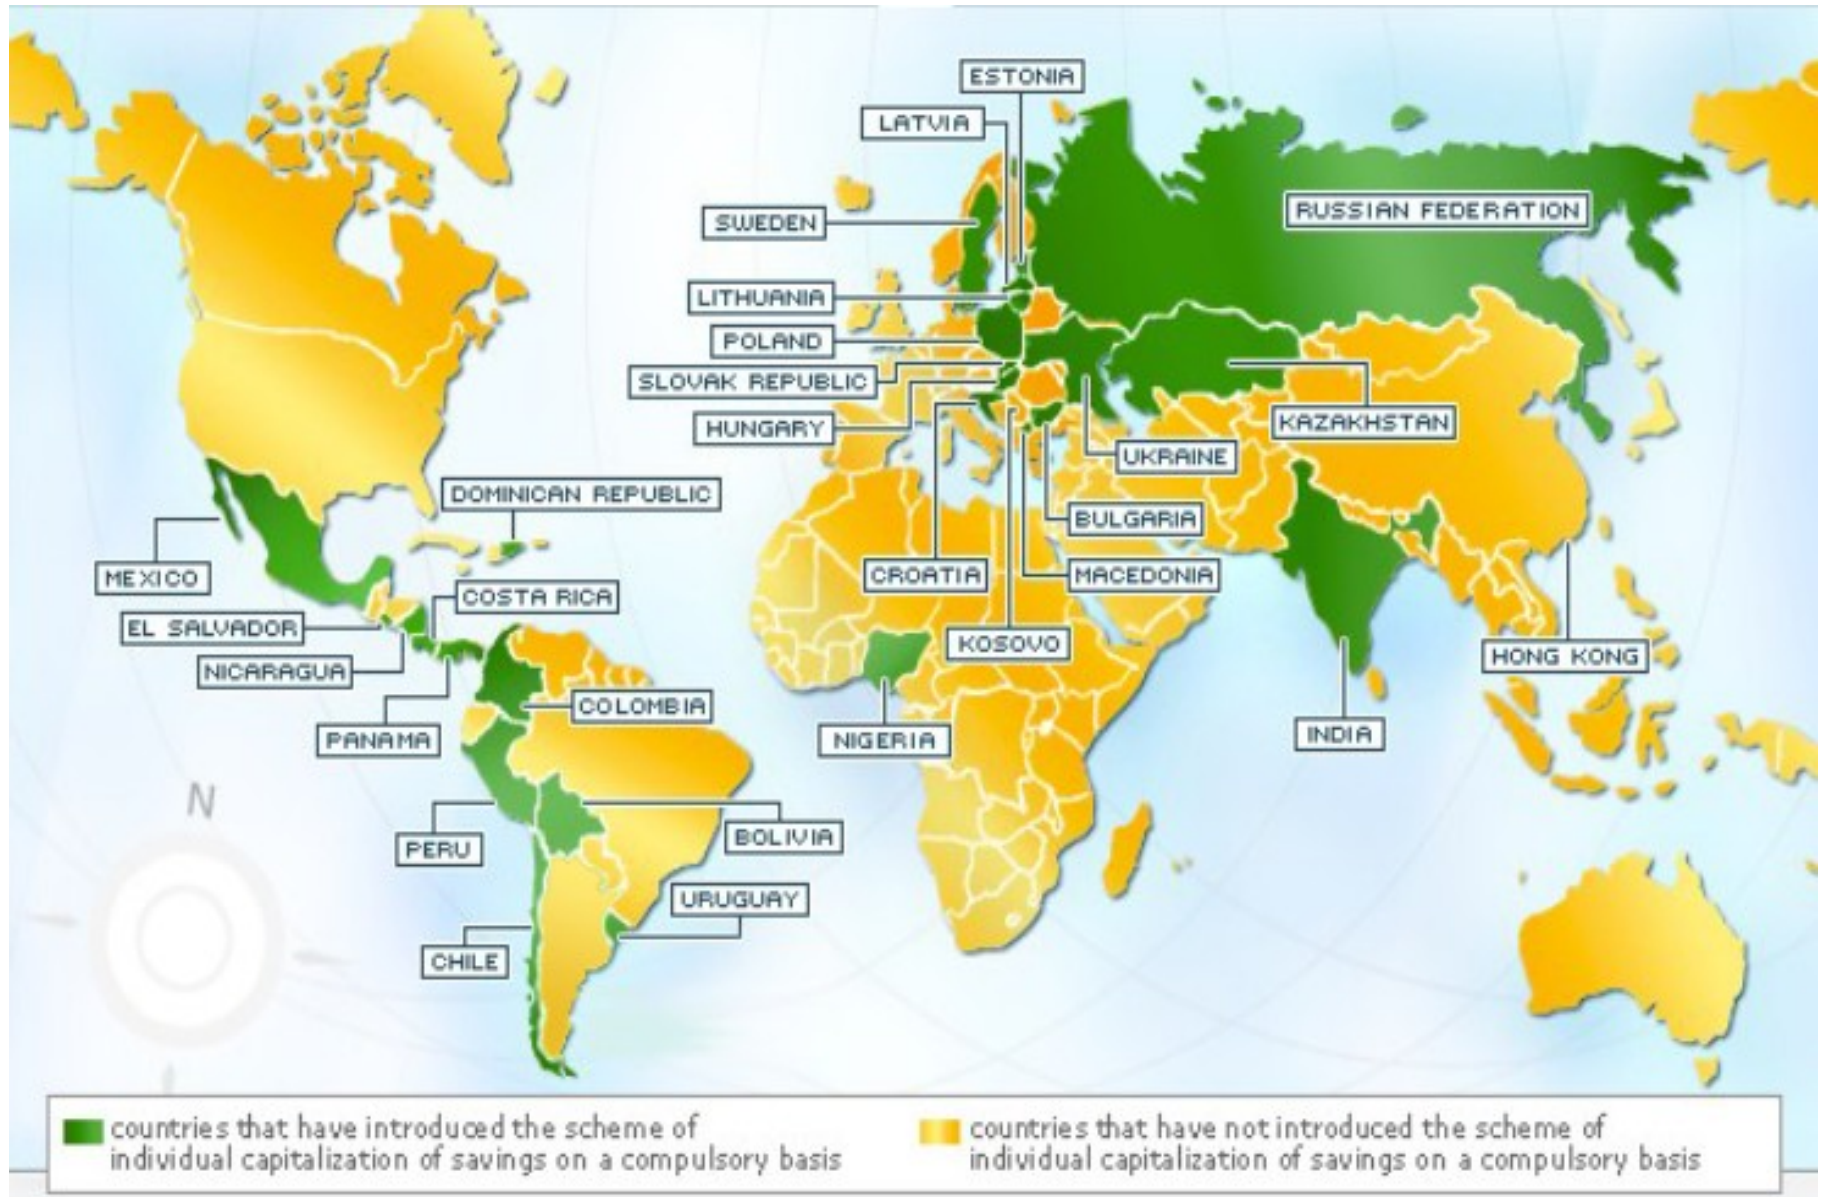 ESTONIA
LATVIA
RUSSIAN FEDERATION
SWEDEN
LITHUANIA
POLAND
SLOVAK REPUBLIC
KAZAKHSTAN
HUNGARY
UKRAINE
DOMINICAN REPUBLIC
BULGARIA
MEXICO
CROATIA
MACEDONIA
COSTA RICA
EL SALVADOR
KOSOVO
HONG KONG
NICARAGUA
COLOMBIA
PANAMA
NIGERIA
INDIA
N
PERU
BOLIVIA
URUGUAY
CHILE
countries that have introduced the scheme of
individual capitalization of savings on a compulsory basis
countries that have not introduced the scheme of
individual capitalization of savings on a compulsory basis